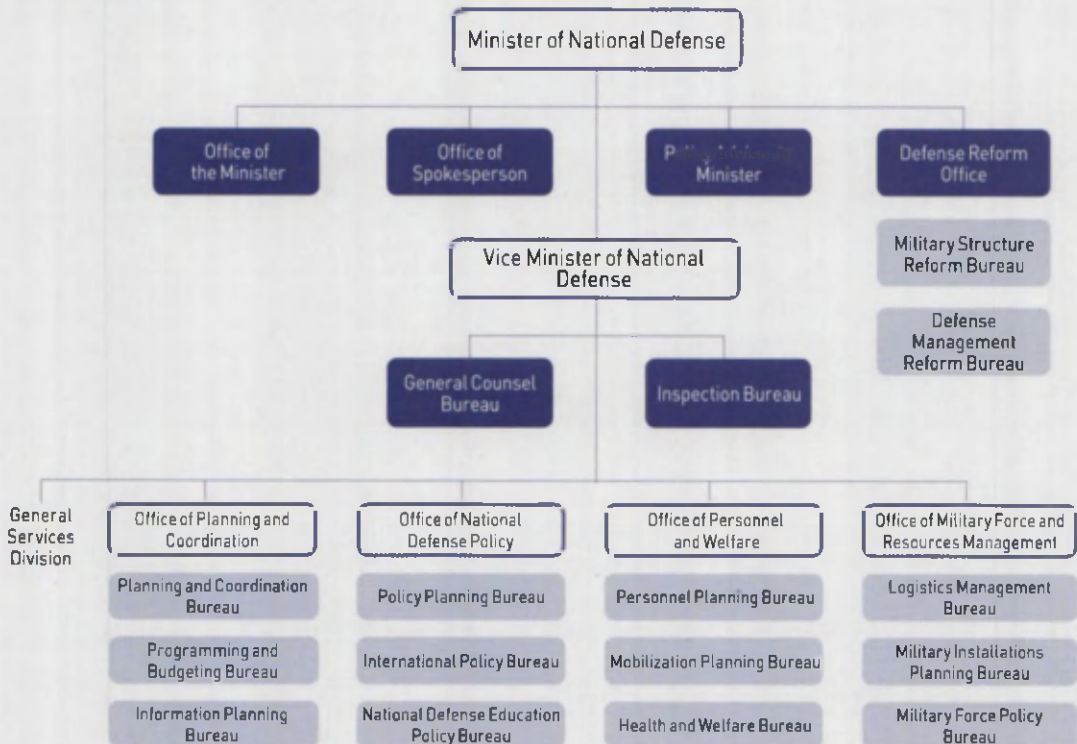 Minister of National Defense
Office of
the Minister
Office of
Spokesperson
Minister
Defense Reform
Office
Military Structure
Reform Bureau
Defense
Management
Reform Bureau
Vice Minister of National
Defense
General Counsel
Bureau
Inspection Bureau
General
Services
Division
Office of Planning and
Coordination
Planning and Coordination
Bureau
Programming and
Budgeting Bureau
Information Planning
Bureau
Office of National
Defense Policy
Policy Planning Bureau
International Policy Bureau
National Defense Education
Policy Bureau
Office of Personnel
and Welfare
Personnel Planning Bureau
Mobilization Planning Bureau
Health and Welfare Bureau
Office of Military Force and
Resources Management
Logistics Management
Bureau
Military Installations
Planning Bureau
Military Force Policy
Bureau